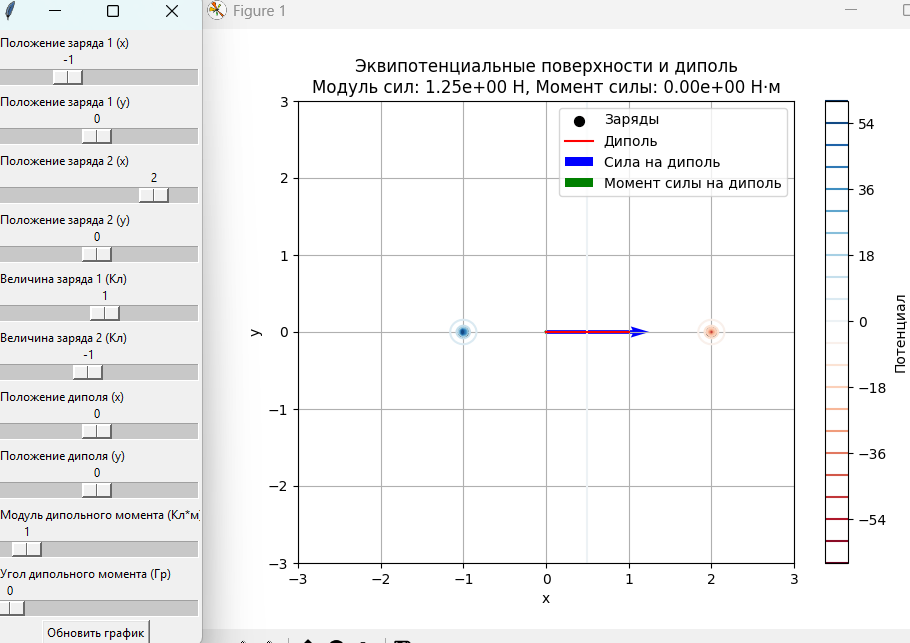 Figure 1
Положение заряда 1 (x)
-1
Положение заряда 1 (y)
0
Положение заряда 2 (x)
2
Положение заряда 2 (y)
0
Величина заряда 1 (Кл)
1
Величина заряда 2 (Кл)
-1
Положение диполя (x)
0
Положение диполя (y)
0
Модуль дипольного момента (Кл*м
1
Угол дипольного момента (Гр)
0
Обновить график
Эквипотенциальные поверхности и диполь
Модуль сил: 1.25e+00 Н, Момент силы: 0.00e+00 Н·м
Заряды
Диполь
Сила на диполь
Момент силы на диполь
3
2
1
0
−1
−2
−3
y
−3
−2
−1
0
1
2
3
x
54
36
18
0
−18
−36
−54
Потенциал